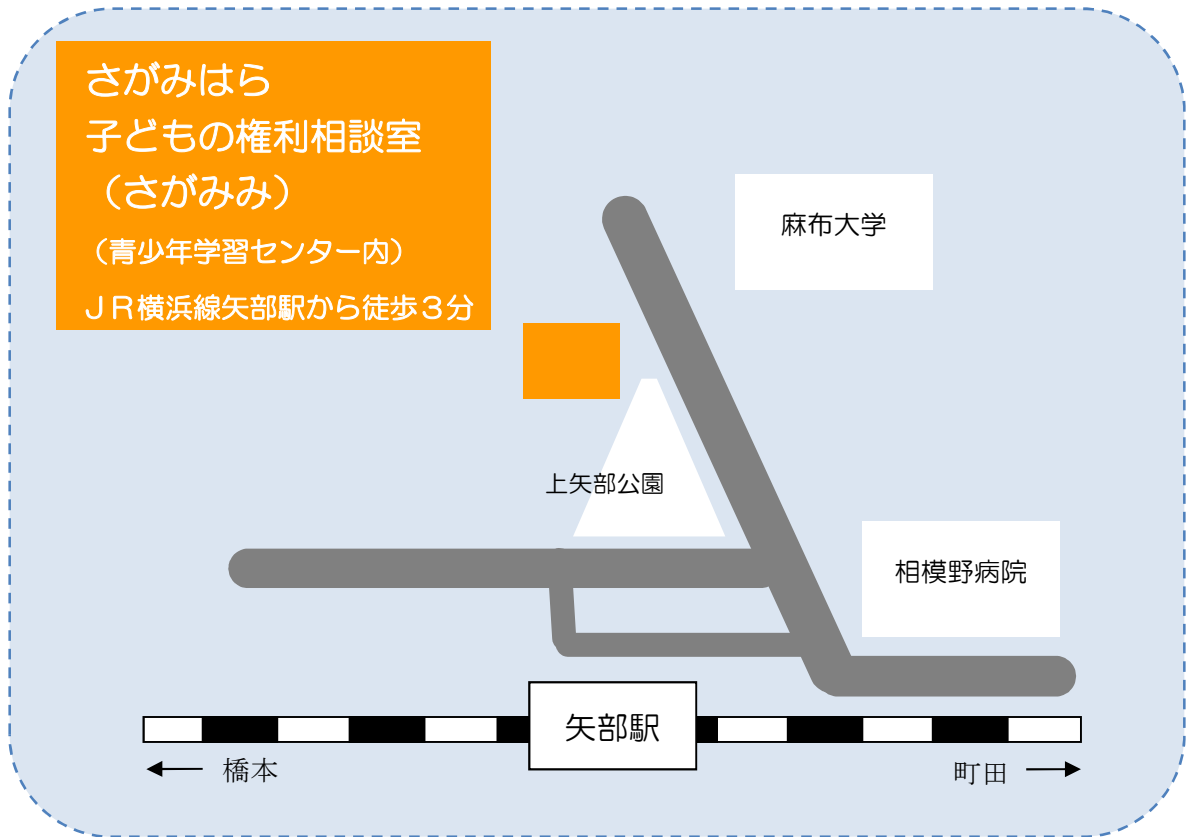 さがみはら
子どもの権利相談室
（さがみみ）
（青少年学習センター内）
ＪＲ横浜線矢部駅から徒歩３分
麻布大学
上矢部公園
相模野病院
矢部駅
橋本
町田